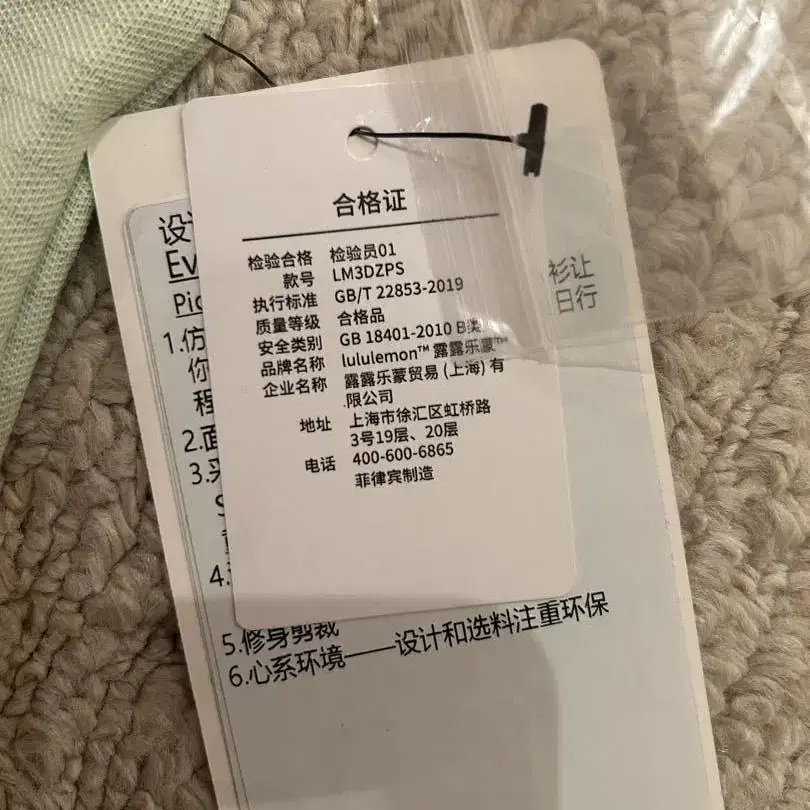 合格证
检验合格 检验员01
款号 LM3DZPS
执行标准 GB/T 22853-2019
质量等级 合格品
安全类别 GB 18401-2010 B类
品牌名称 lululemon™ 露露乐蒙™
企业名称 露露乐蒙贸易 (上海) 有
限公司
地址 上海市徐汇区虹桥路
3号19层、20层
电话 400-600-6865
菲律宾制造
设
Ev
衫让
Pic
日行
1.仿
你
程
2.面
3.采
S
4.
5.修身剪裁
6.心系环境——设计和选料注重环保